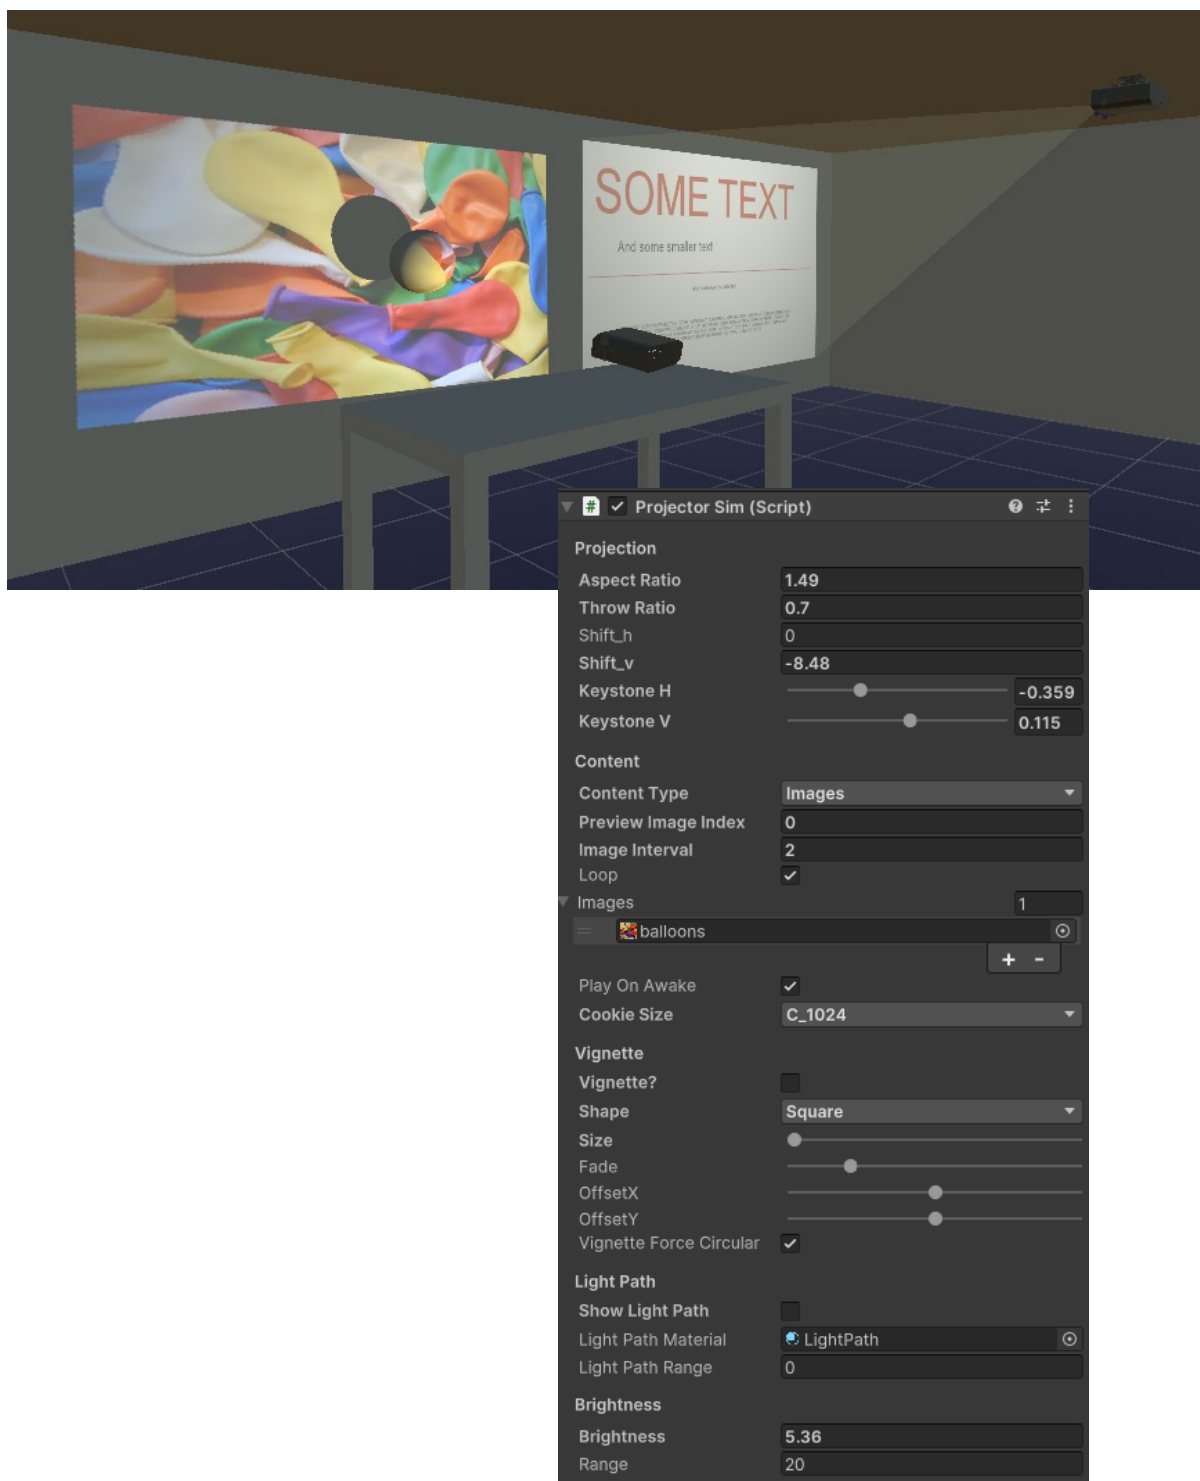 SOME TEXT
And some smaller text
Projector Sim (Script)
Projection
Aspect Ratio 1.49
Throw Ratio 0.7
Shift_h 0
Shift_v -8.48
Keystone H -0.359
Keystone V 0.115
Content
Content Type Images
Preview Image Index 0
Image Interval 2
Loop
Images 1
balloons
+ -
Play On Awake
Cookie Size C_1024
Vignette
Vignette?
Shape Square
Size
Fade
OffsetX
OffsetY
Vignette Force Circular
Light Path
Show Light Path
Light Path Material LightPath
Light Path Range 0
Brightness
Brightness 5.36
Range 20